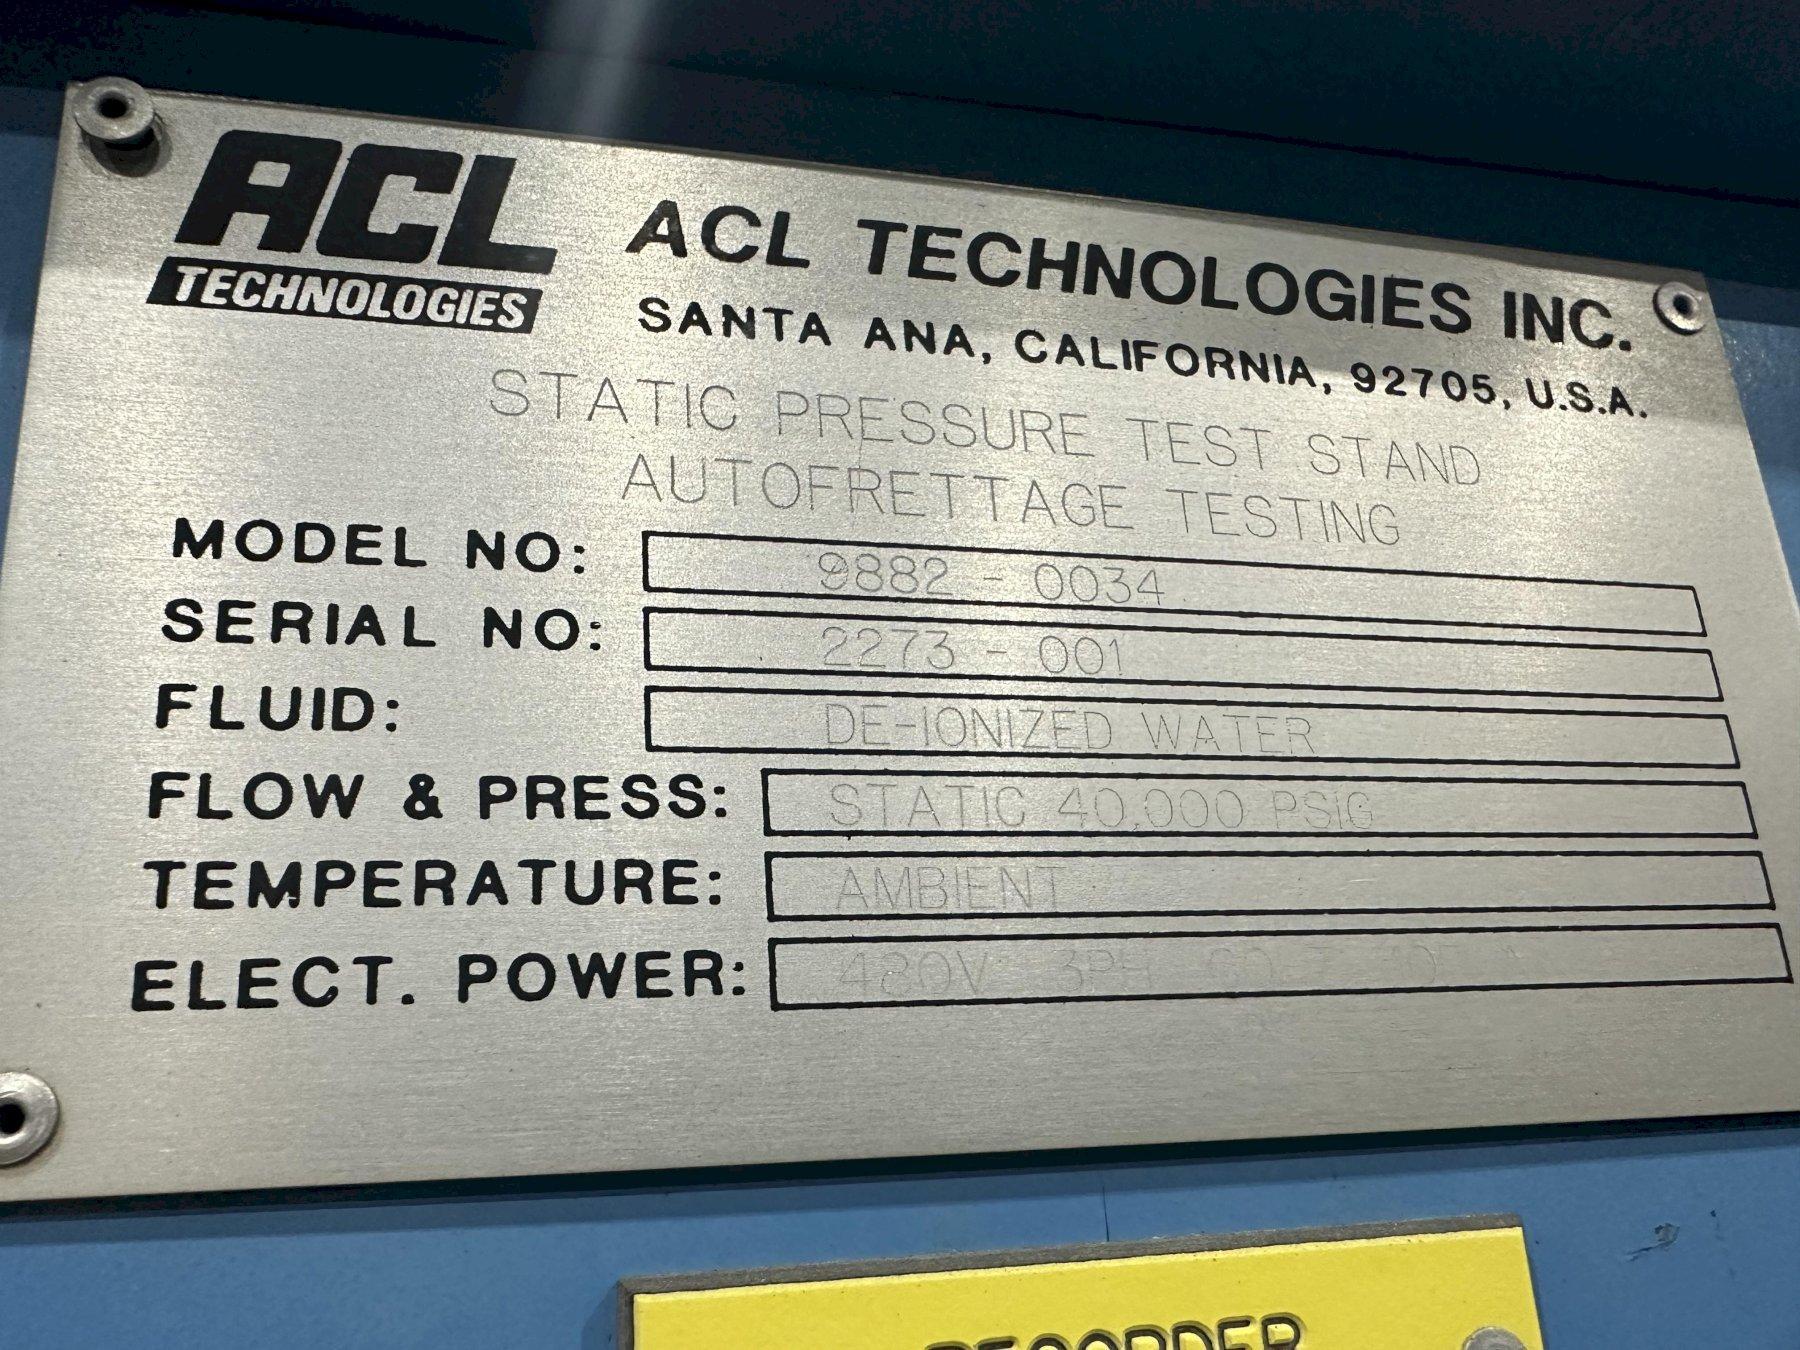 ACL
TECHNOLOGIES
ACL TECHNOLOGIES INC.
SANTA ANA, CALIFORNIA, 92705, U.S.A.
STATIC PRESSURE TEST STAND
AUTOFRETTAGE TESTING
MODEL NO: 9882 - 0034
SERIAL NO: 2273 - 001
FLUID: DE-IONIZED WATER
FLOW & PRESS: STATIC 40,000 PSIG
TEMPERATURE: AMBIENT
ELECT. POWER: 480V 3PH
RECORDER